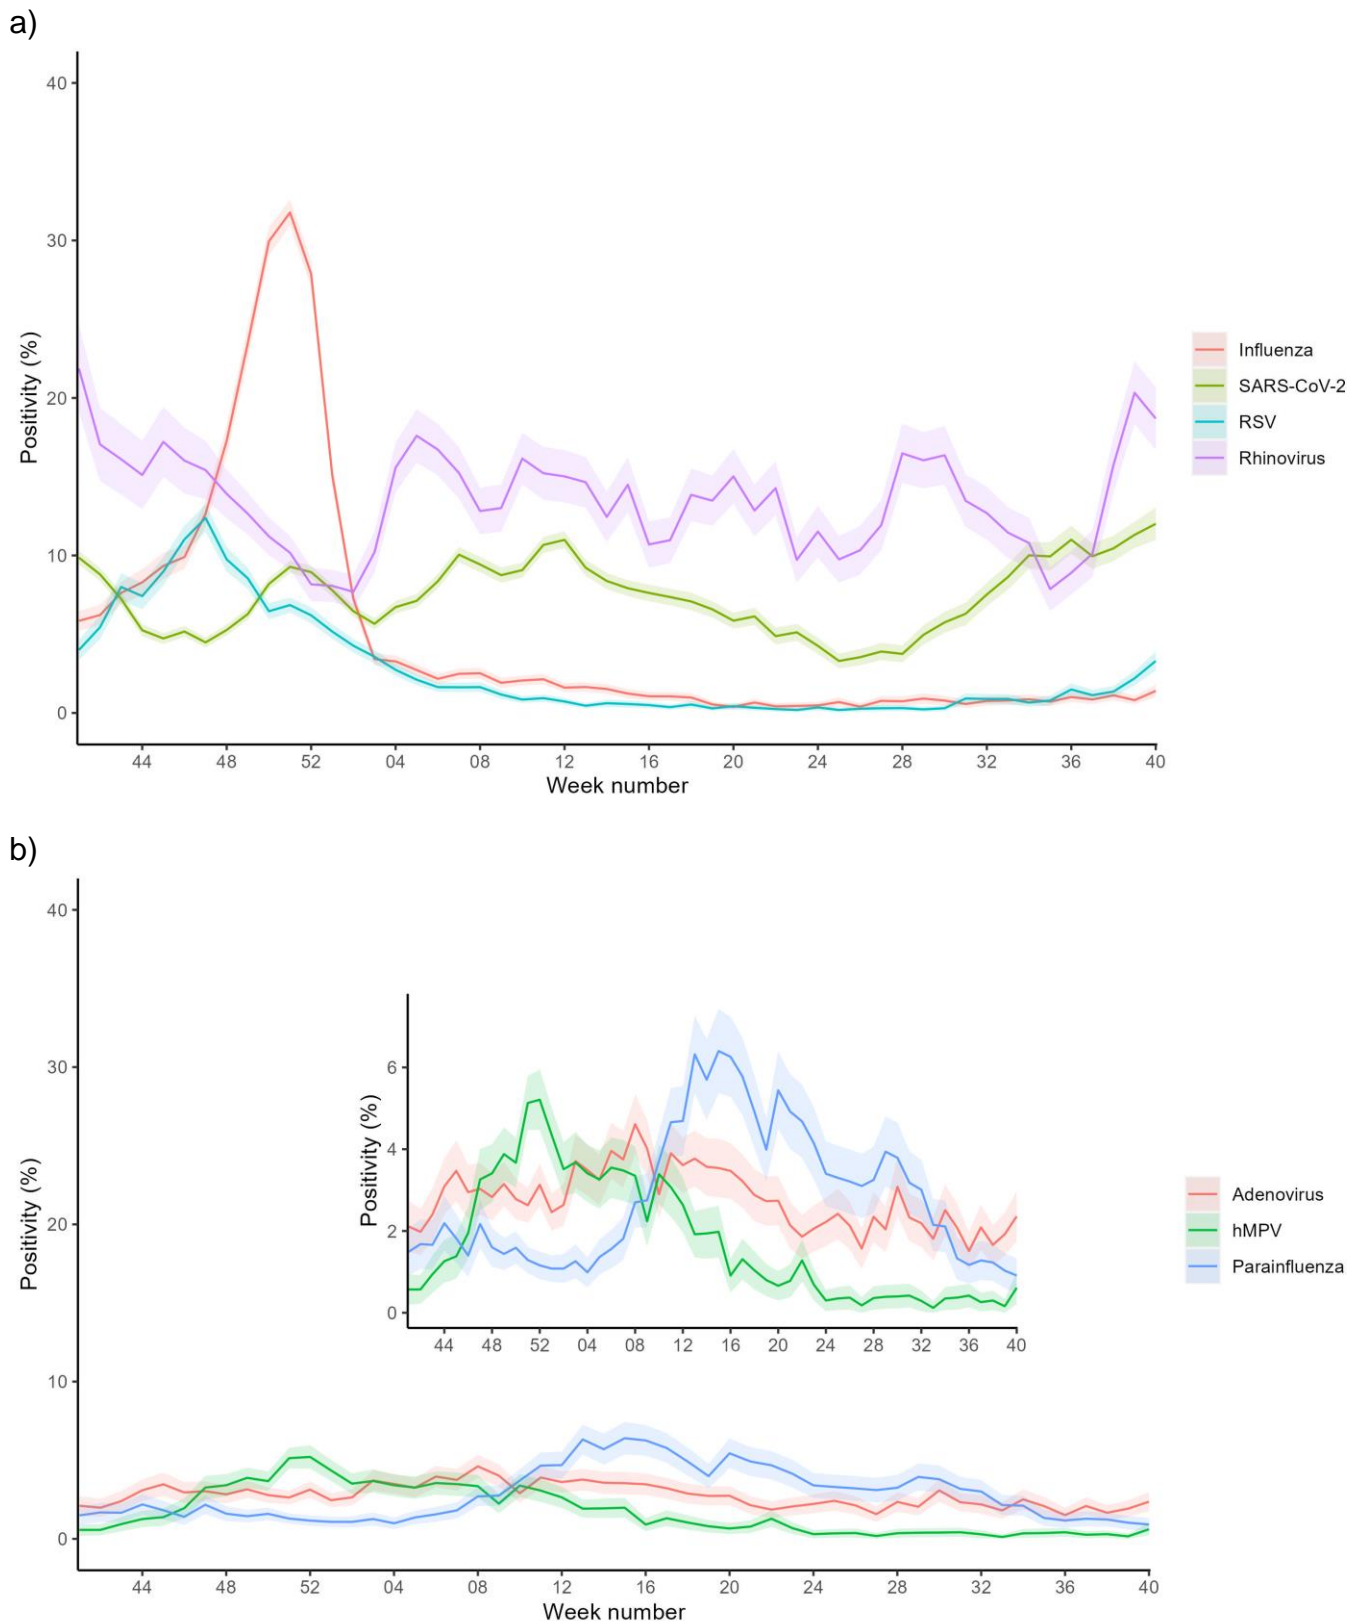 a)
40
30
20
10
0
Positivity (%)
44 48 52 04 08 12 16 20 24 28 32 36 40
Week number
Influenza
SARS-CoV-2
RSV
Rhinovirus
b)
40
30
20
10
0
Positivity (%)
6
4
2
0
Positivity (%)
44 48 52 04 08 12 16 20 24 28 32 36 40
44 48 52 04 08 12 16 20 24 28 32 36 40
Week number
Adenovirus
hMPV
Parainfluenza